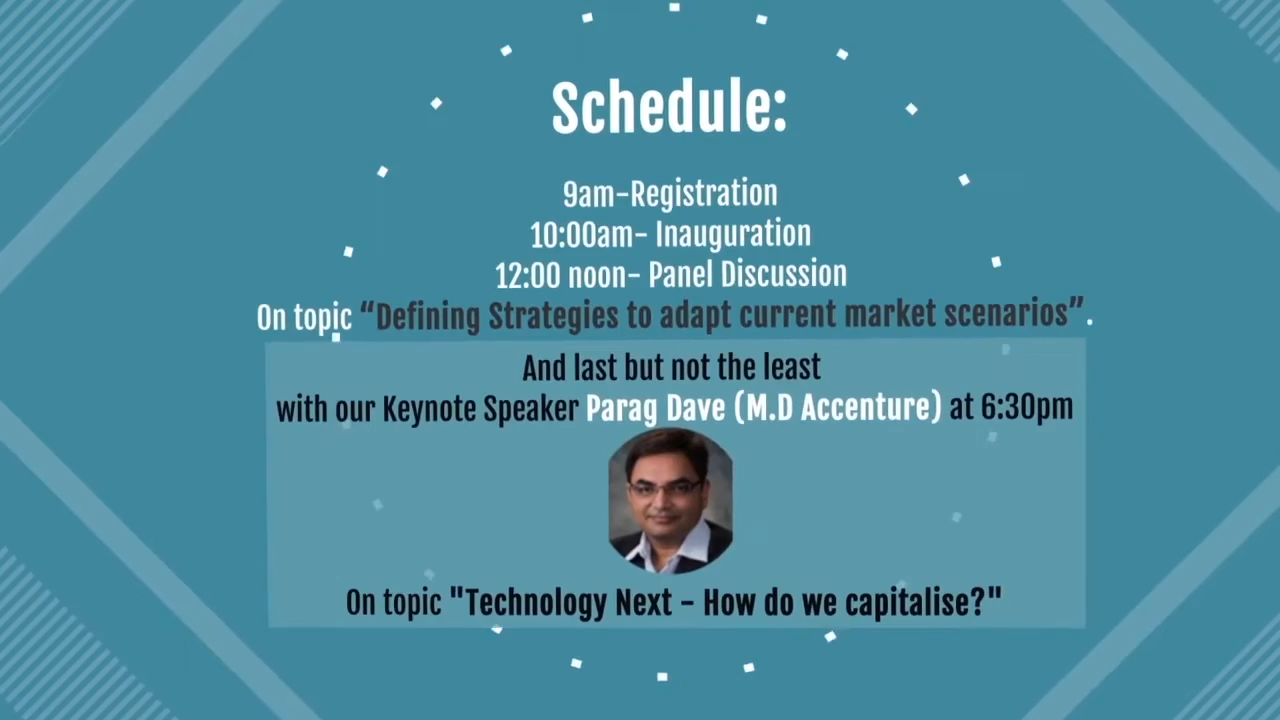 Schedule:
9am-Registration
10:00am- Inauguration
12:00 noon- Panel Discussion
On topic “Defining Strategies to adapt current market scenarios”.
And last but not the least
with our Keynote Speaker Parag Dave (M.D Accenture) at 6:30pm
On topic "Technology Next - How do we capitalise?"